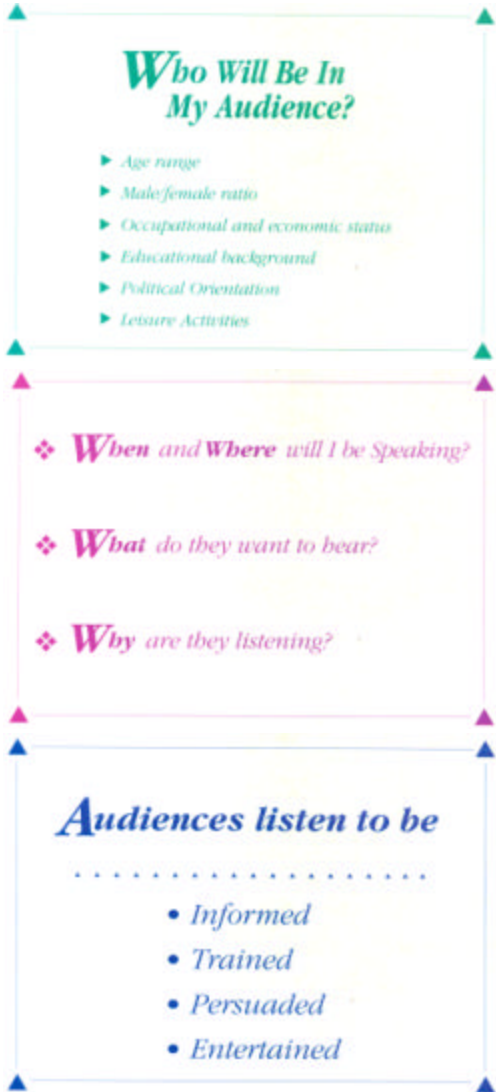 Who Will Be In
My Audience?
Age range
Male/female ratio
Occupational and economic status
Educational background
Political Orientation
Leisure Activities
When and Where will I be Speaking?
What do they want to hear?
Why are they listening?
Audiences listen to be
Informed
Trained
Persuaded
Entertained